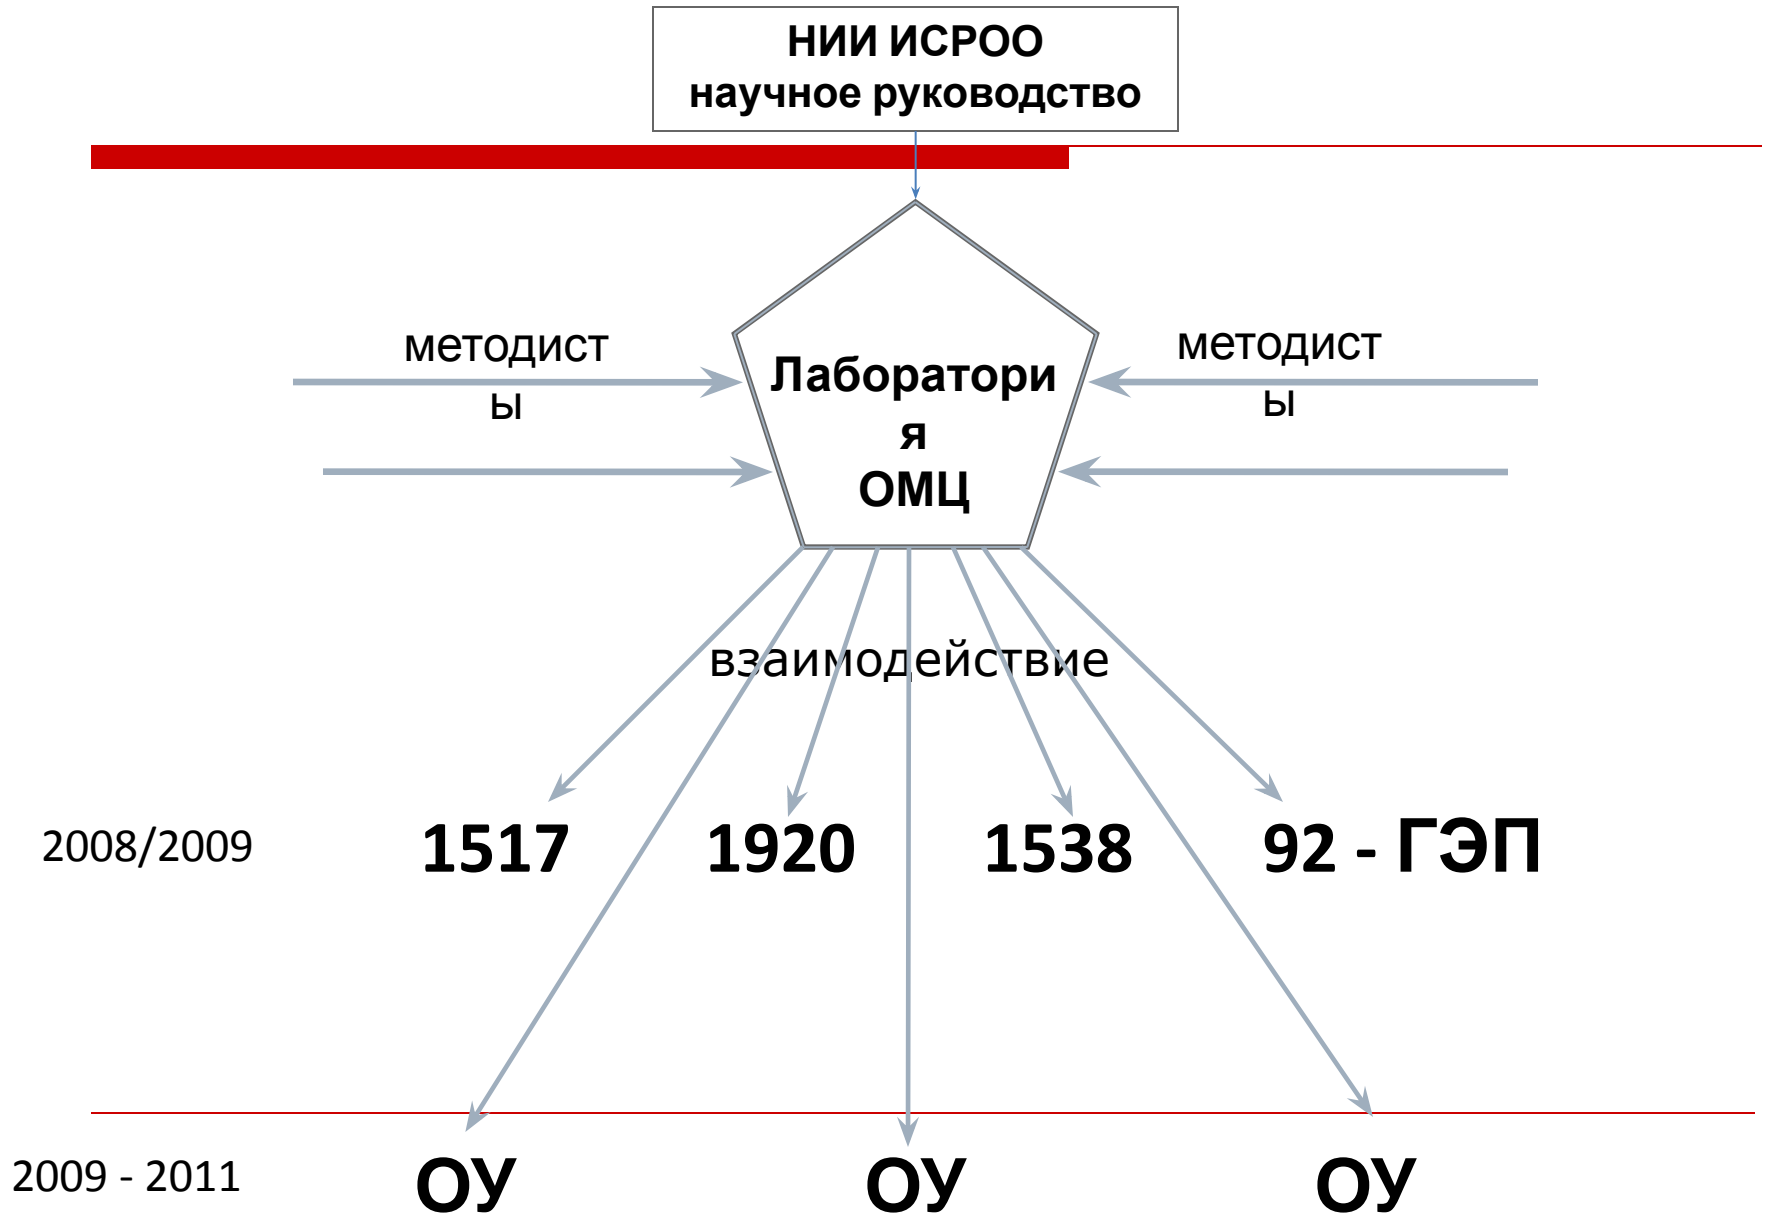 НИИ ИСРОО
научное руководство
методист
ы
методист
ы
Лаборатори
я
ОМЦ
взаимодействие
2008/2009 1517 1920 1538 92 - ГЭП
2009 - 2011 ОУ ОУ ОУ